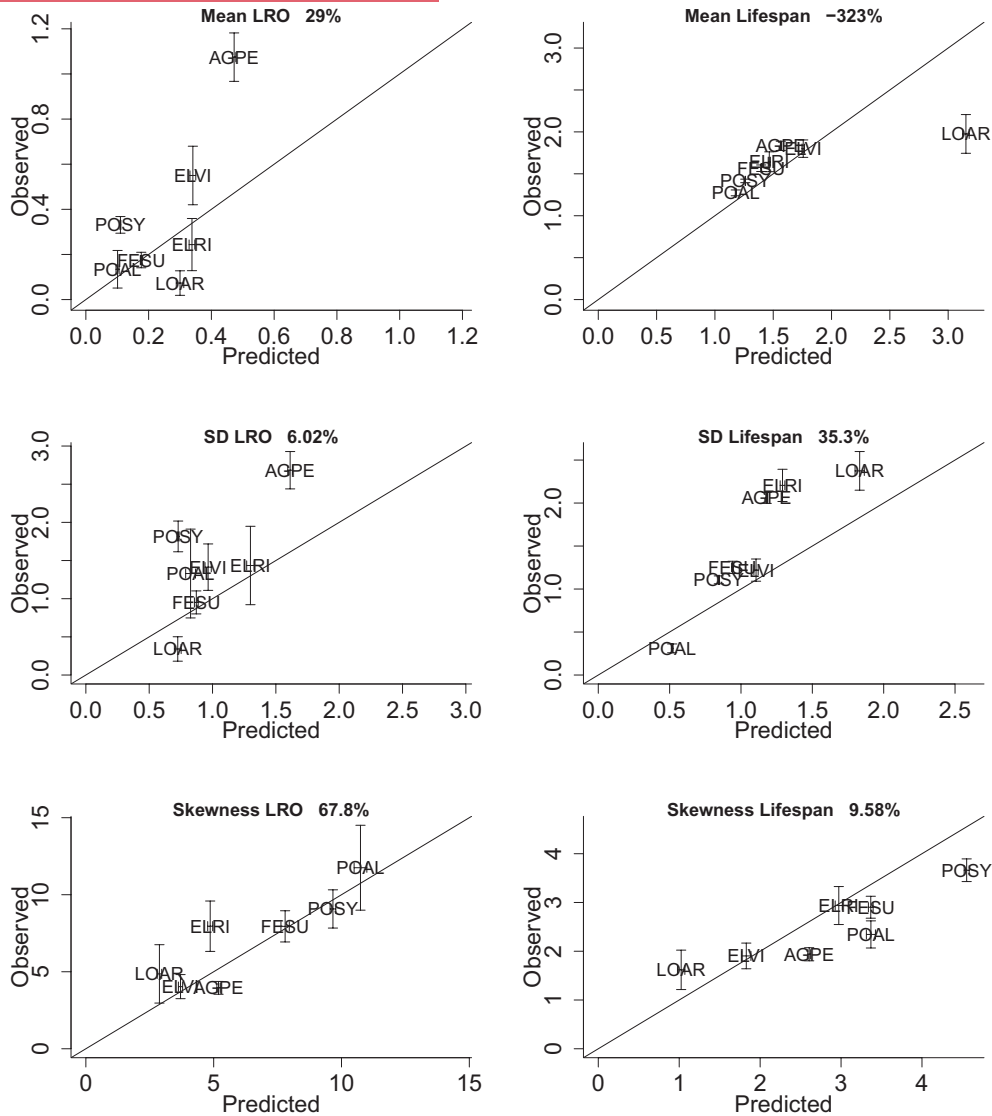 Mean LRO 29%
Observed
0.0 0.4 0.8 1.2
AGPE
ELVI
POSY
ELRI
FESU
POAL
LOAR
0.0 0.2 0.4 0.6 0.8 1.0 1.2
Predicted
Mean Lifespan −323%
Observed
0.0 1.0 2.0 3.0
LOAR
AGPE
ELVI
ELRI
FESU
POSY
POAL
0.0 0.5 1.0 1.5 2.0 2.5 3.0
Predicted
SD LRO 6.02%
Observed
0.0 1.0 2.0 3.0
AGPE
POSY
POAL
ELVI
ELRI
FESU
LOAR
0.0 0.5 1.0 1.5 2.0 2.5 3.0
Predicted
SD Lifespan 35.3%
Observed
0.0 1.0 2.0
LOAR
ELRI
AGPE
FESU
ELVI
POSY
POAL
0.0 0.5 1.0 1.5 2.0 2.5
Predicted
Skewness LRO 67.8%
Observed
0 5 10 15
POAL
POSY
ELRI
FESU
LOAR
ELVI
AGPE
0 5 10 15
Predicted
Skewness Lifespan 9.58%
Observed
0 1 2 3 4
POSY
ELRI
FESU
POAL
ELVI
AGPE
LOAR
0 1 2 3 4
Predicted